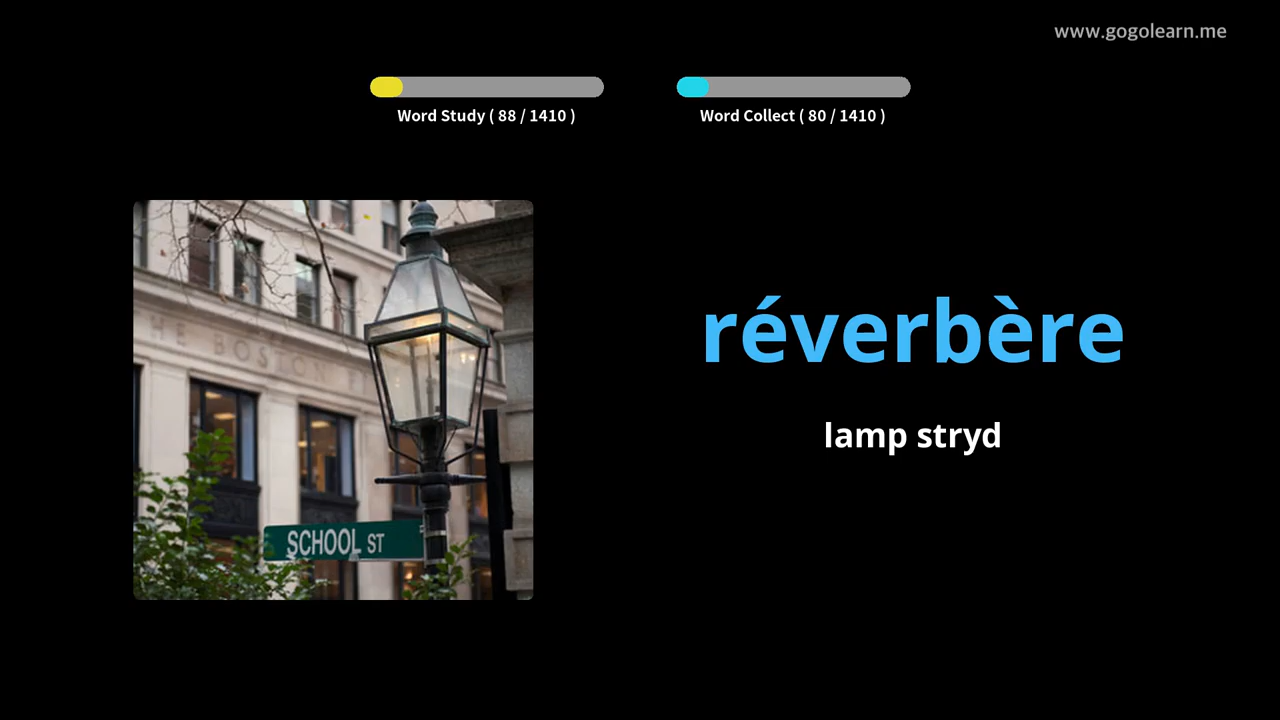 www.gogolearn.me
Word Study ( 88 / 1410 )
Word Collect ( 80 / 1410 )
réverbère
lamp stryd
HE BOSTON
SCHOOL ST